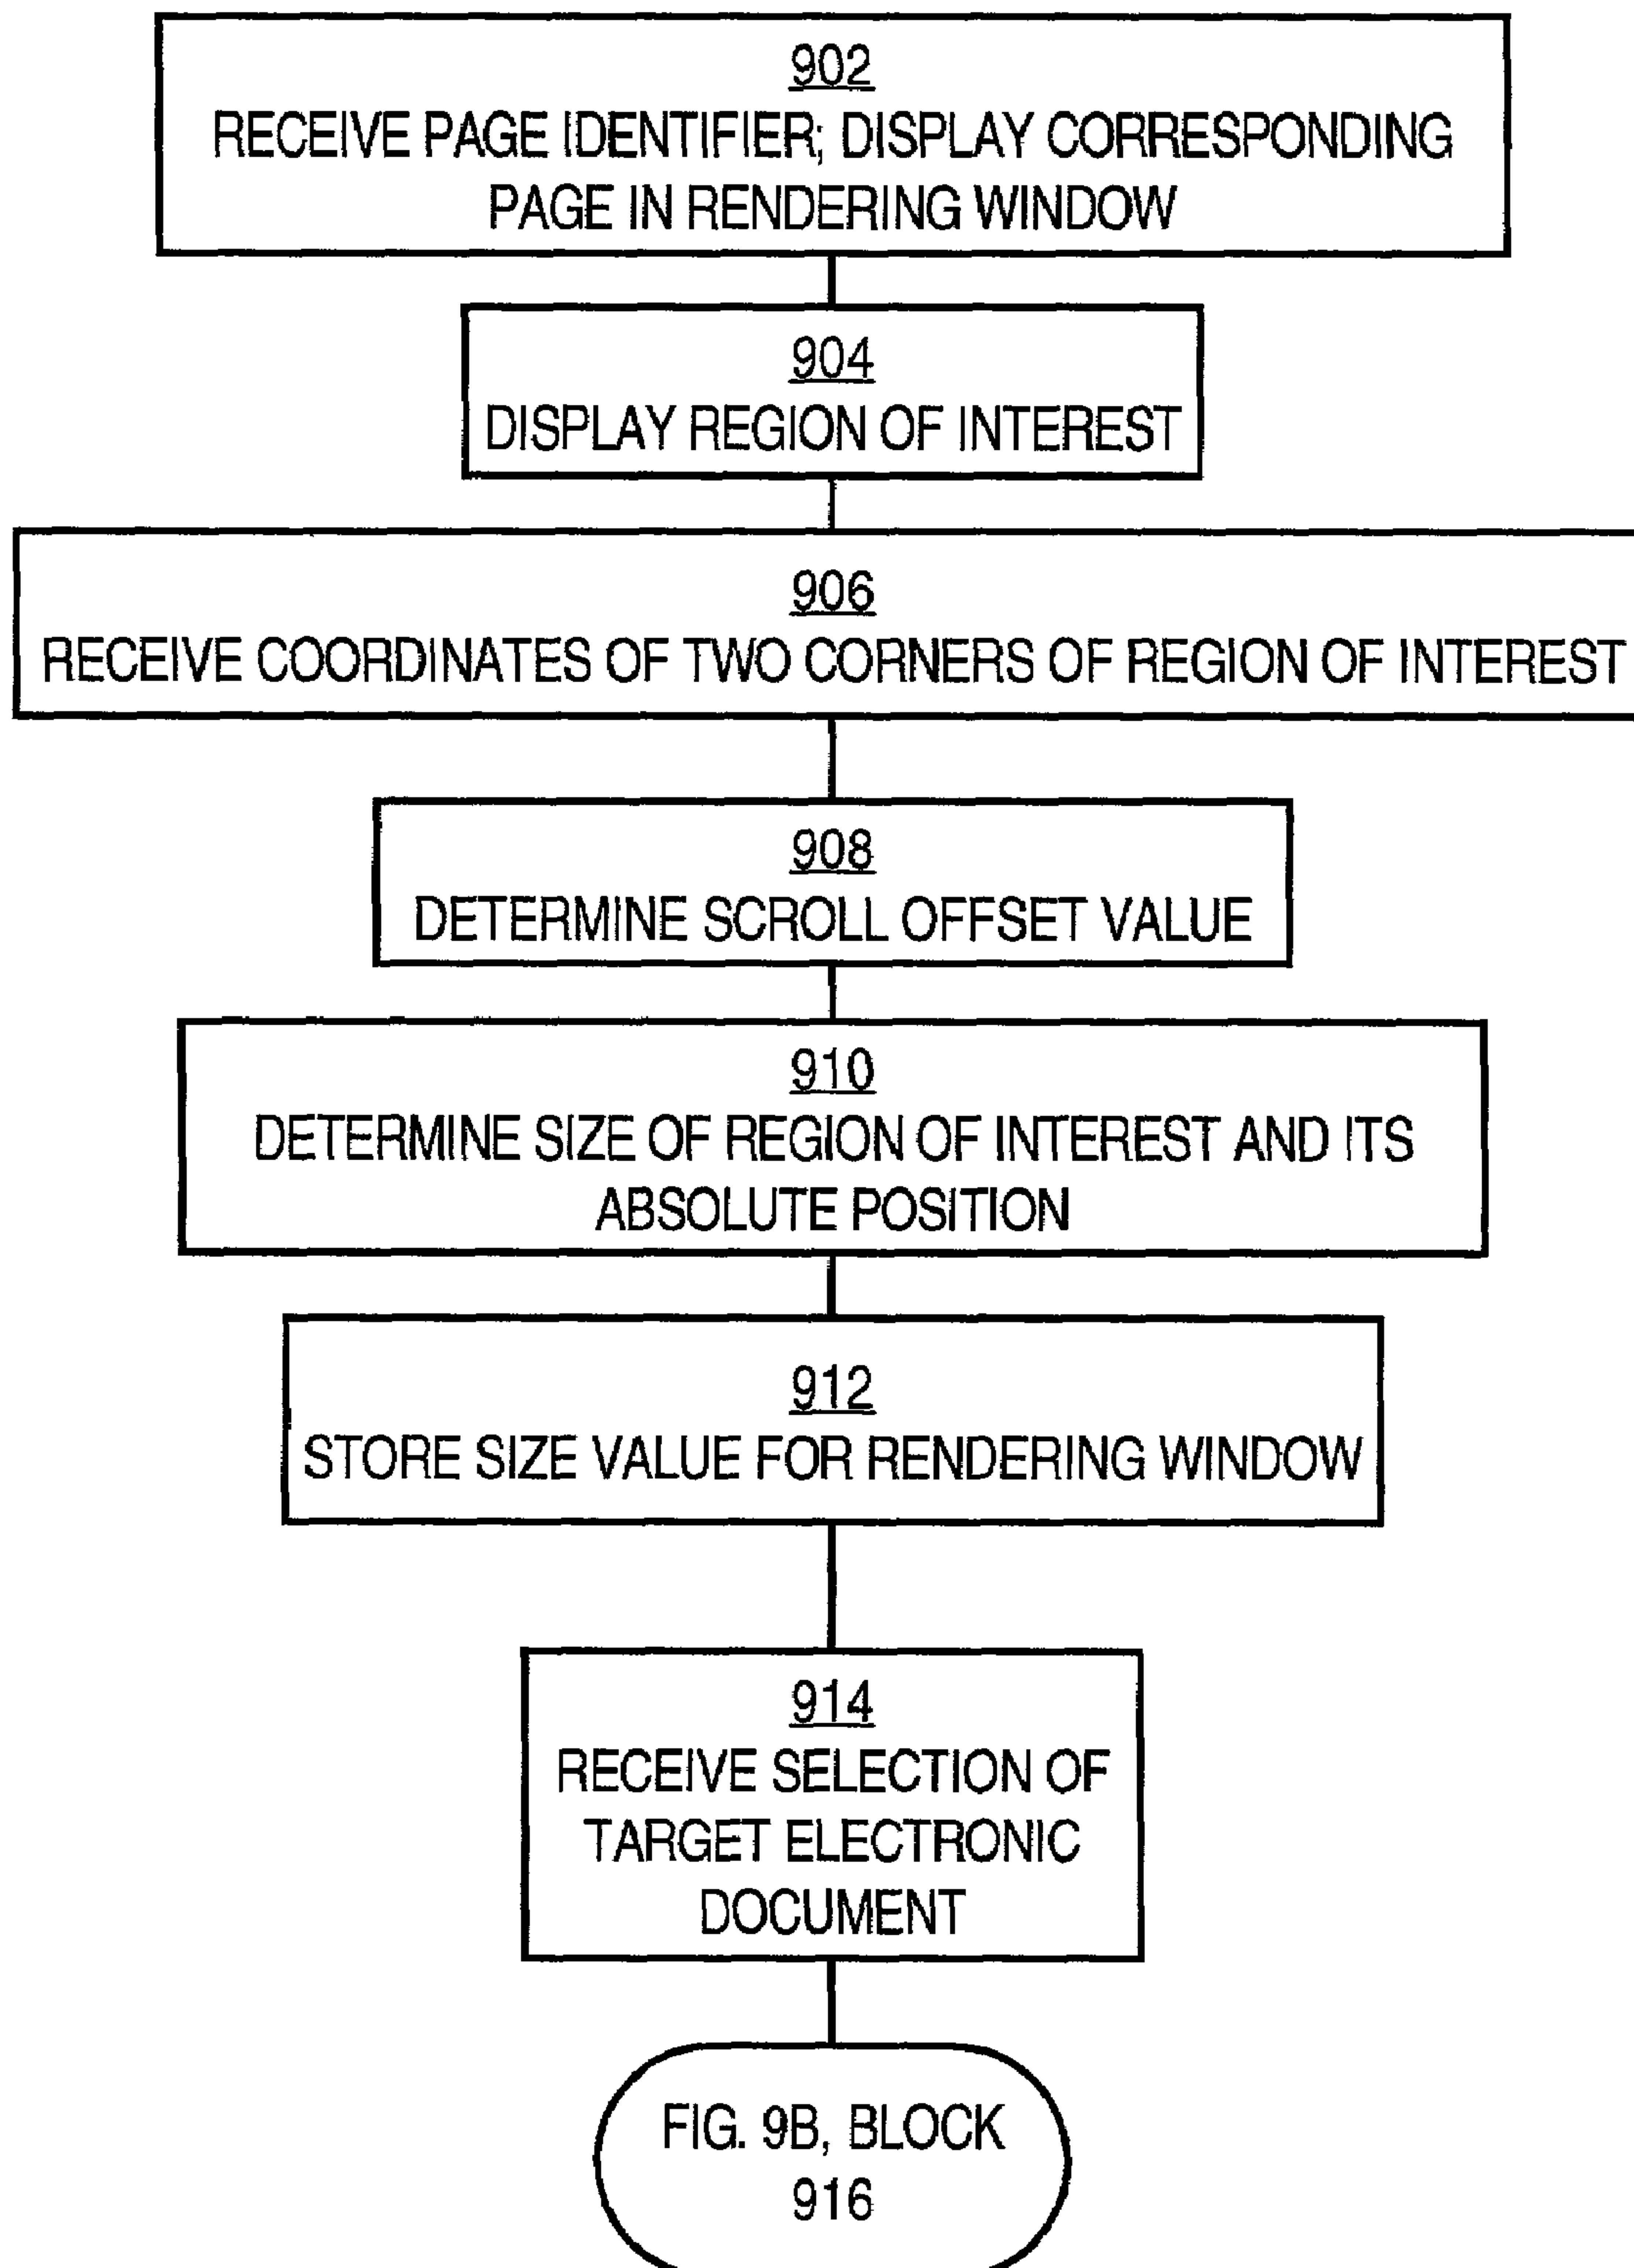 902
RECEIVE PAGE IDENTIFIER; DISPLAY CORRESPONDING
PAGE IN RENDERING WINDOW
904
DISPLAY REGION OF INTEREST
906
RECEIVE COORDINATES OF TWO CORNERS OF REGION OF INTEREST
908
DETERMINE SCROLL OFFSET VALUE
910
DETERMINE SIZE OF REGION OF INTEREST AND ITS
ABSOLUTE POSITION
912
STORE SIZE VALUE FOR RENDERING WINDOW
914
RECEIVE SELECTION OF
TARGET ELECTRONIC
DOCUMENT
FIG. 9B, BLOCK
916